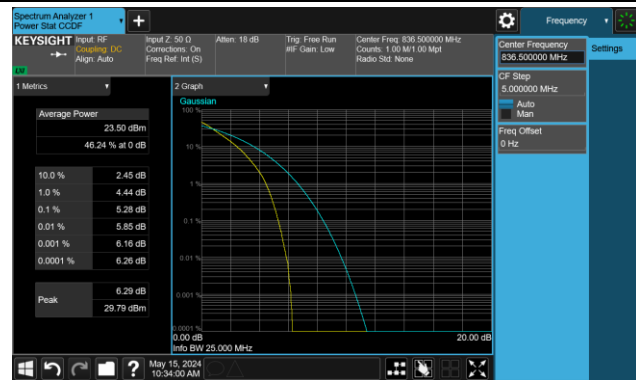 Spectrum Analyzer 1
Power Stat CCDF
+
Frequency
KEYSIGHT
Input: RF
Coupling: DC
Align: Auto
Input Z: 50 Ω
Corrections: On
Freq Ref: Int (S)
Atten: 18 dB
Trig: Free Run
#IF Gain: Low
Center Freq: 836.500000 MHz
Counts: 1.00 M/1.00 Mpt
Radio Std: None
LW
Center Frequency
836.500000 MHz
Settings
CF Step
5.000000 MHz
Auto
Man
Freq Offset
0 Hz
1 Metrics
Average Power
23.50 dBm
46.24 % at 0 dB
10.0 % 2.45 dB
1.0 % 4.44 dB
0.1 % 5.28 dB
0.01 % 5.85 dB
0.001 % 6.16 dB
0.0001 % 6.26 dB
Peak
6.29 dB
29.79 dBm
2 Graph
Gaussian
100 %
10 %
1 %
0.1 %
0.01 %
0.001 %
0.0001 %
0.00 dB 20.00 dB
Info BW 25.000 MHz
?
May 15, 2024
10:34:00 AM